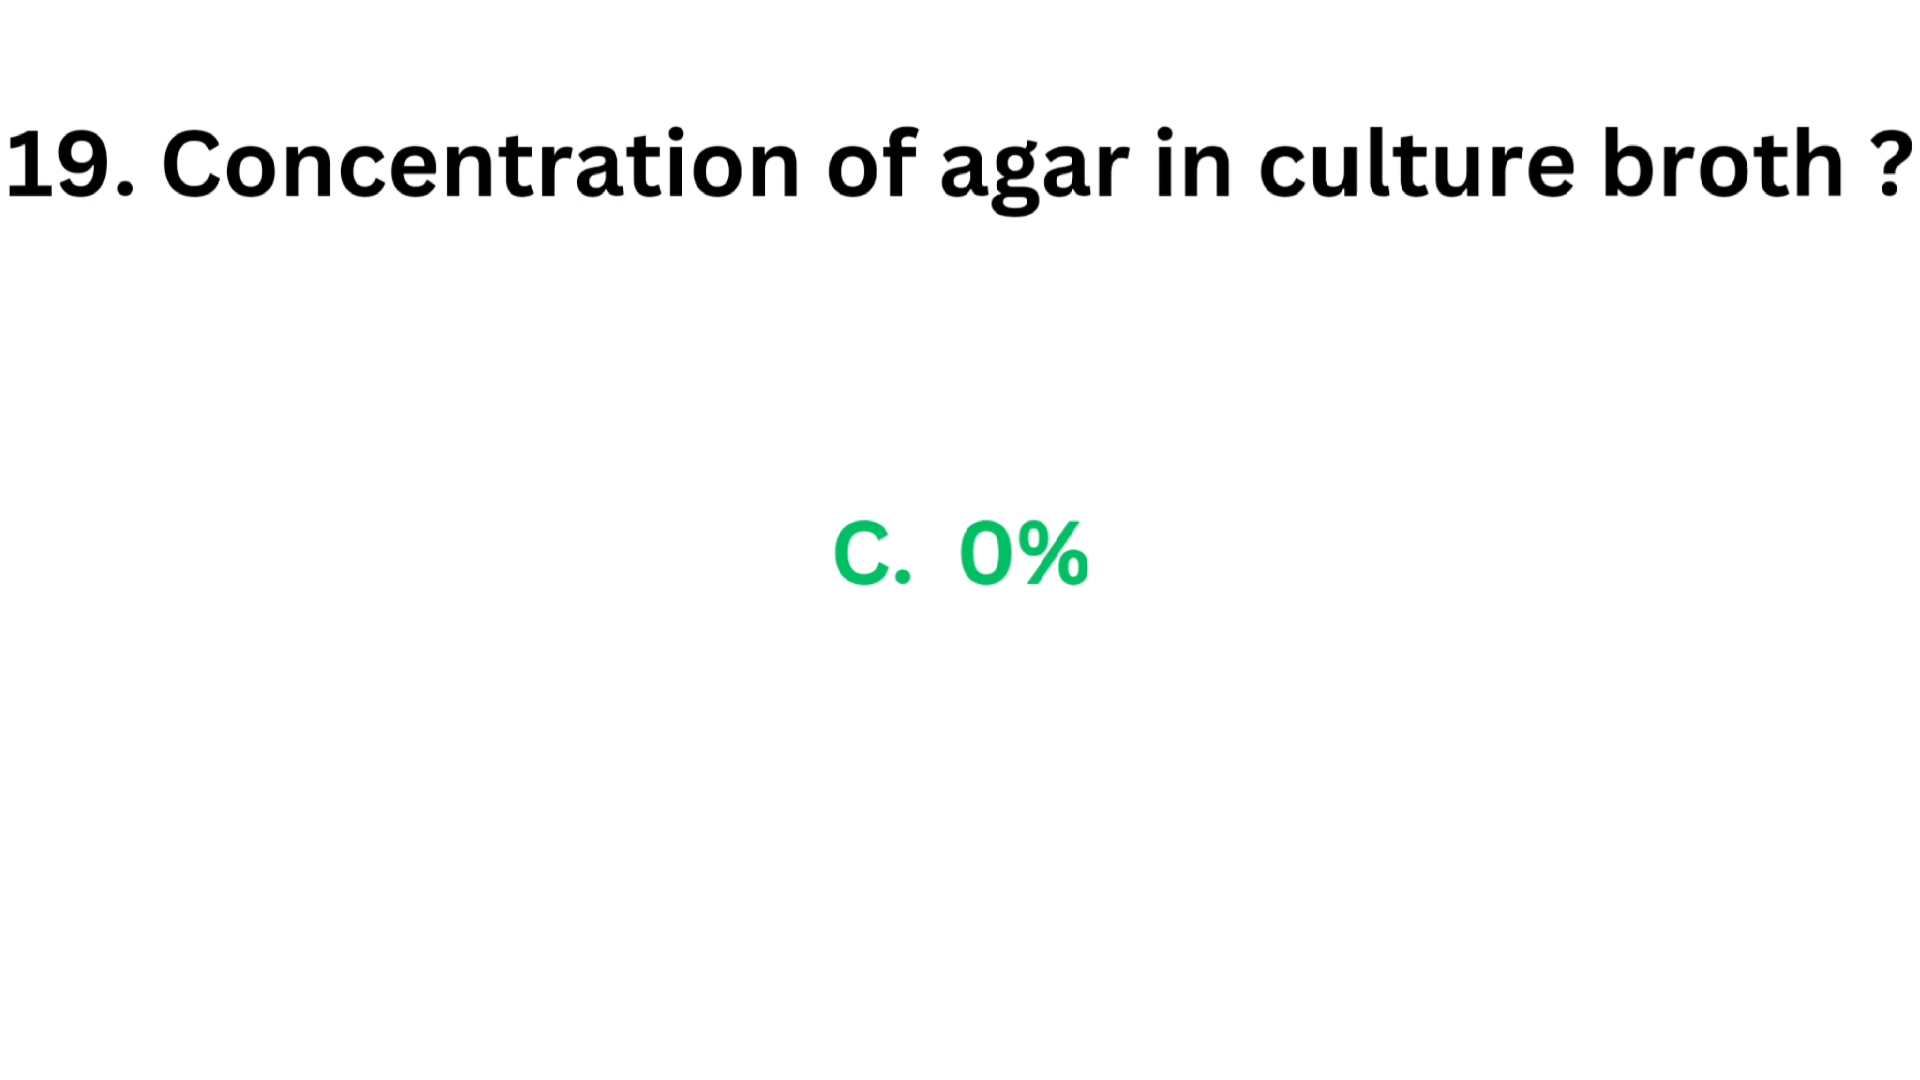 19. Concentration of agar in culture broth ?
C. 0%